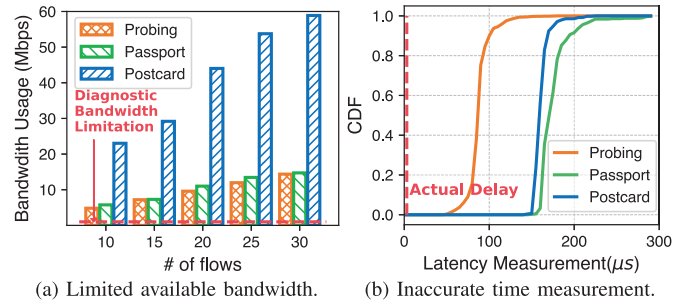 60
50
40
30
20
10
Bandwdith Usage (Mbps)
Probing
Passport
Postcard
Diagnostic
Bandwidth
Limitation
10 15 20 25 30
# of flows
(a) Limited available bandwidth.
1.0
0.8
0.6
0.4
0.2
0.0
CDF
Probing
Passport
Postcard
Actual Delay
0 100 200 300
Latency Measurement(μs)
(b) Inaccurate time measurement.